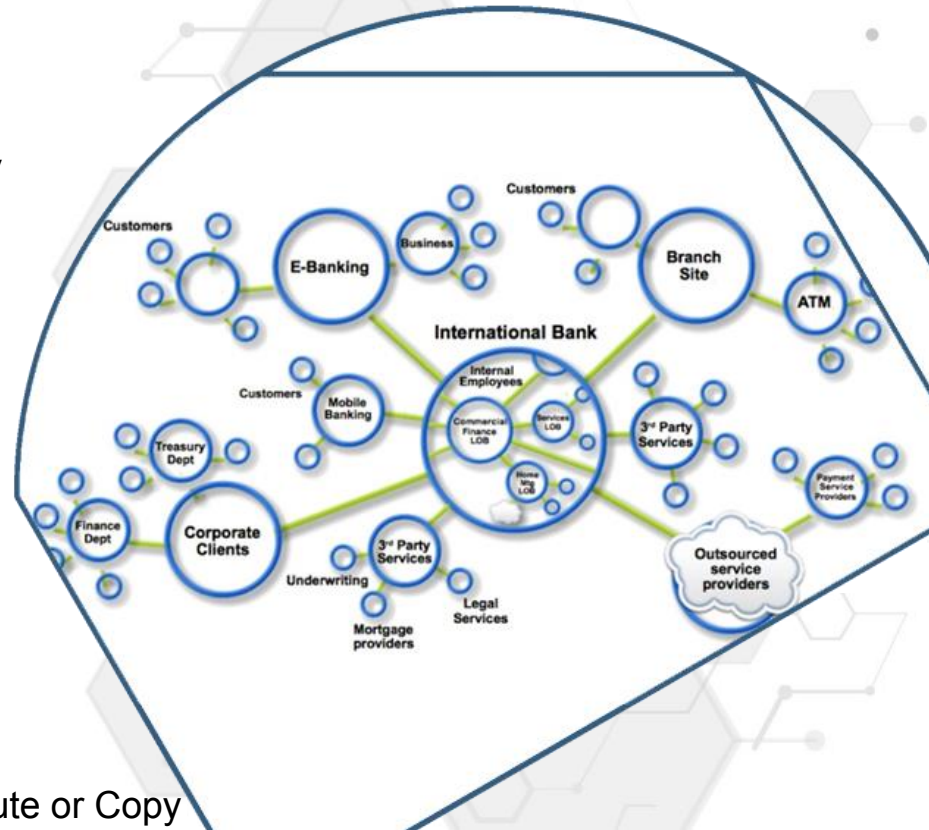 Customers
E-Banking
Business
Customers
Branch
Site
ATM
International Bank
Internal
Employees
Commercial
Finance
LOB
Services
LOB
Home
Mtg
LOB
Customers
Mobile
Banking
3rd Party
Services
Treasury
Dept
Finance
Dept
Corporate
Clients
3rd Party
Services
Underwriting
Mortgage
providers
Legal
Services
Payment
Service
Providers
Outsourced
service
providers
or Copy